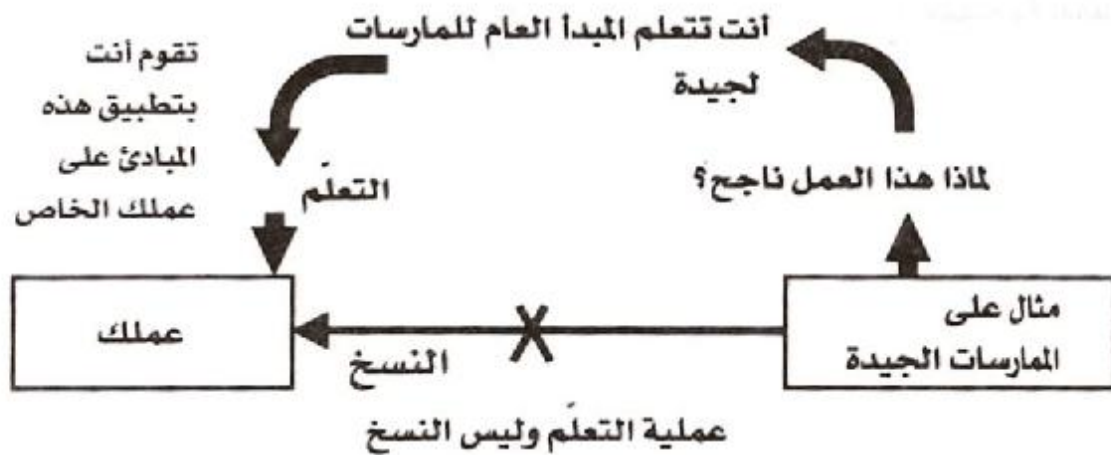 أنت تتعلم المبدأ العام للمارسات
لجيدة
تقوم أنت
بتطبيق هذه
المبادئ على
عملك الخاص
التعلّم
لماذا هذا العمل ناجح؟
مثال على
الممارسات الجيدة
عملك
النسخ
عملية التعلّم وليس النسخ